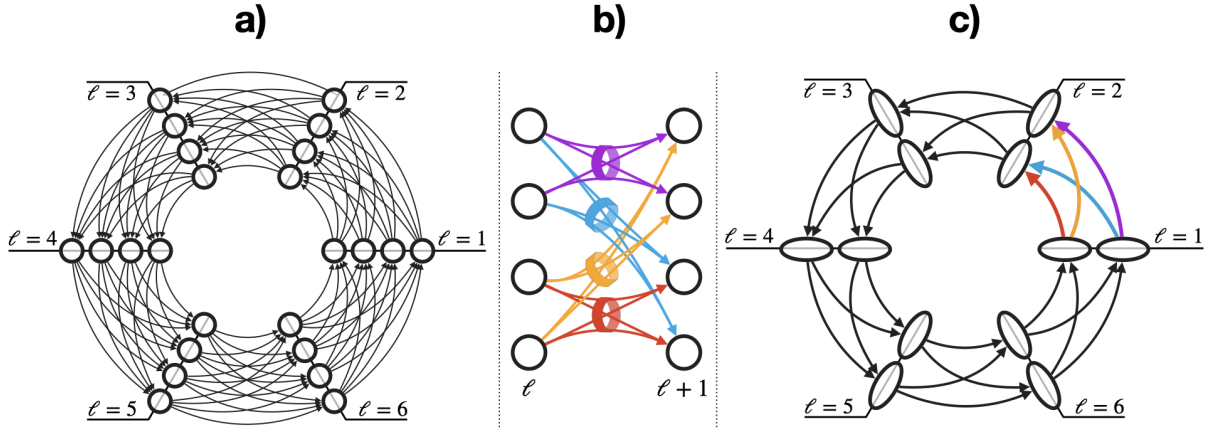 a)
b)
c)
ℓ = 3
ℓ = 2
ℓ = 4
ℓ = 1
ℓ = 5
ℓ = 6
ℓ
ℓ + 1
ℓ = 3
ℓ = 2
ℓ = 4
ℓ = 1
ℓ = 5
ℓ = 6